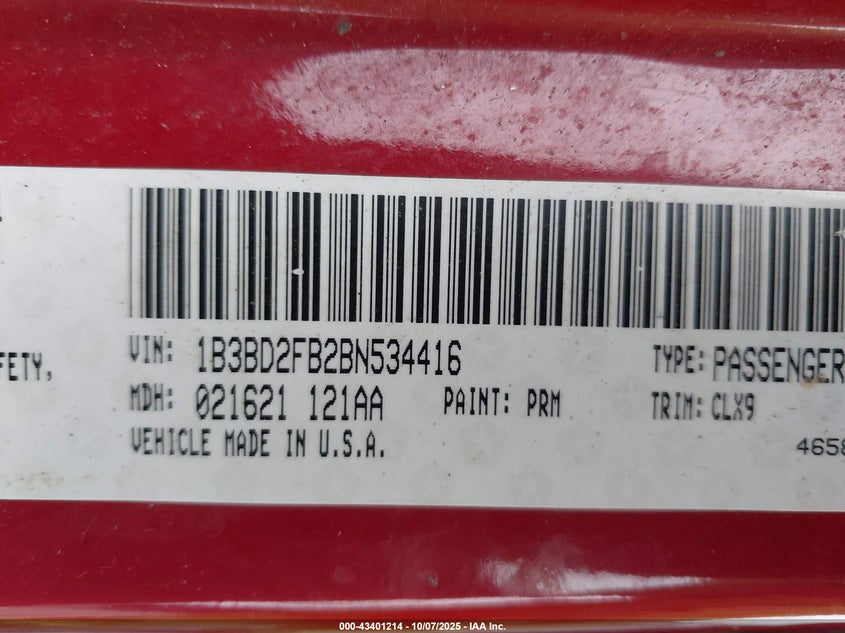 FETY,
VIN: 1B3BD2FB2BN534416
TYPE: PASSENGER
MDH: 021621 121AA
PAINT: PRM
TRIM: CLX9
VEHICLE MADE IN U.S.A.
4658
000-43401214 - 10/07/2025 - IAA Inc.